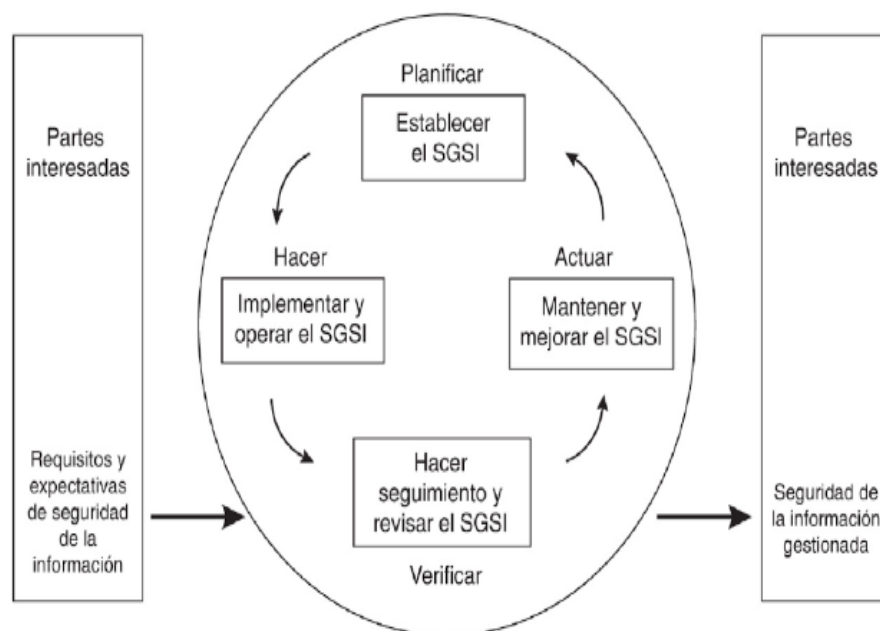 Partes
interesadas
Requisitos y
expectativas
de seguridad
de la
información
Planificar
Establecer
el SGSI
Hacer
Implementar y
operar el SGSI
Actuar
Mantener y
mejorar el SGSI
Hacer
seguimiento y
revisar el SGSI
Verificar
Partes
interesadas
Seguridad de
la información
gestionada